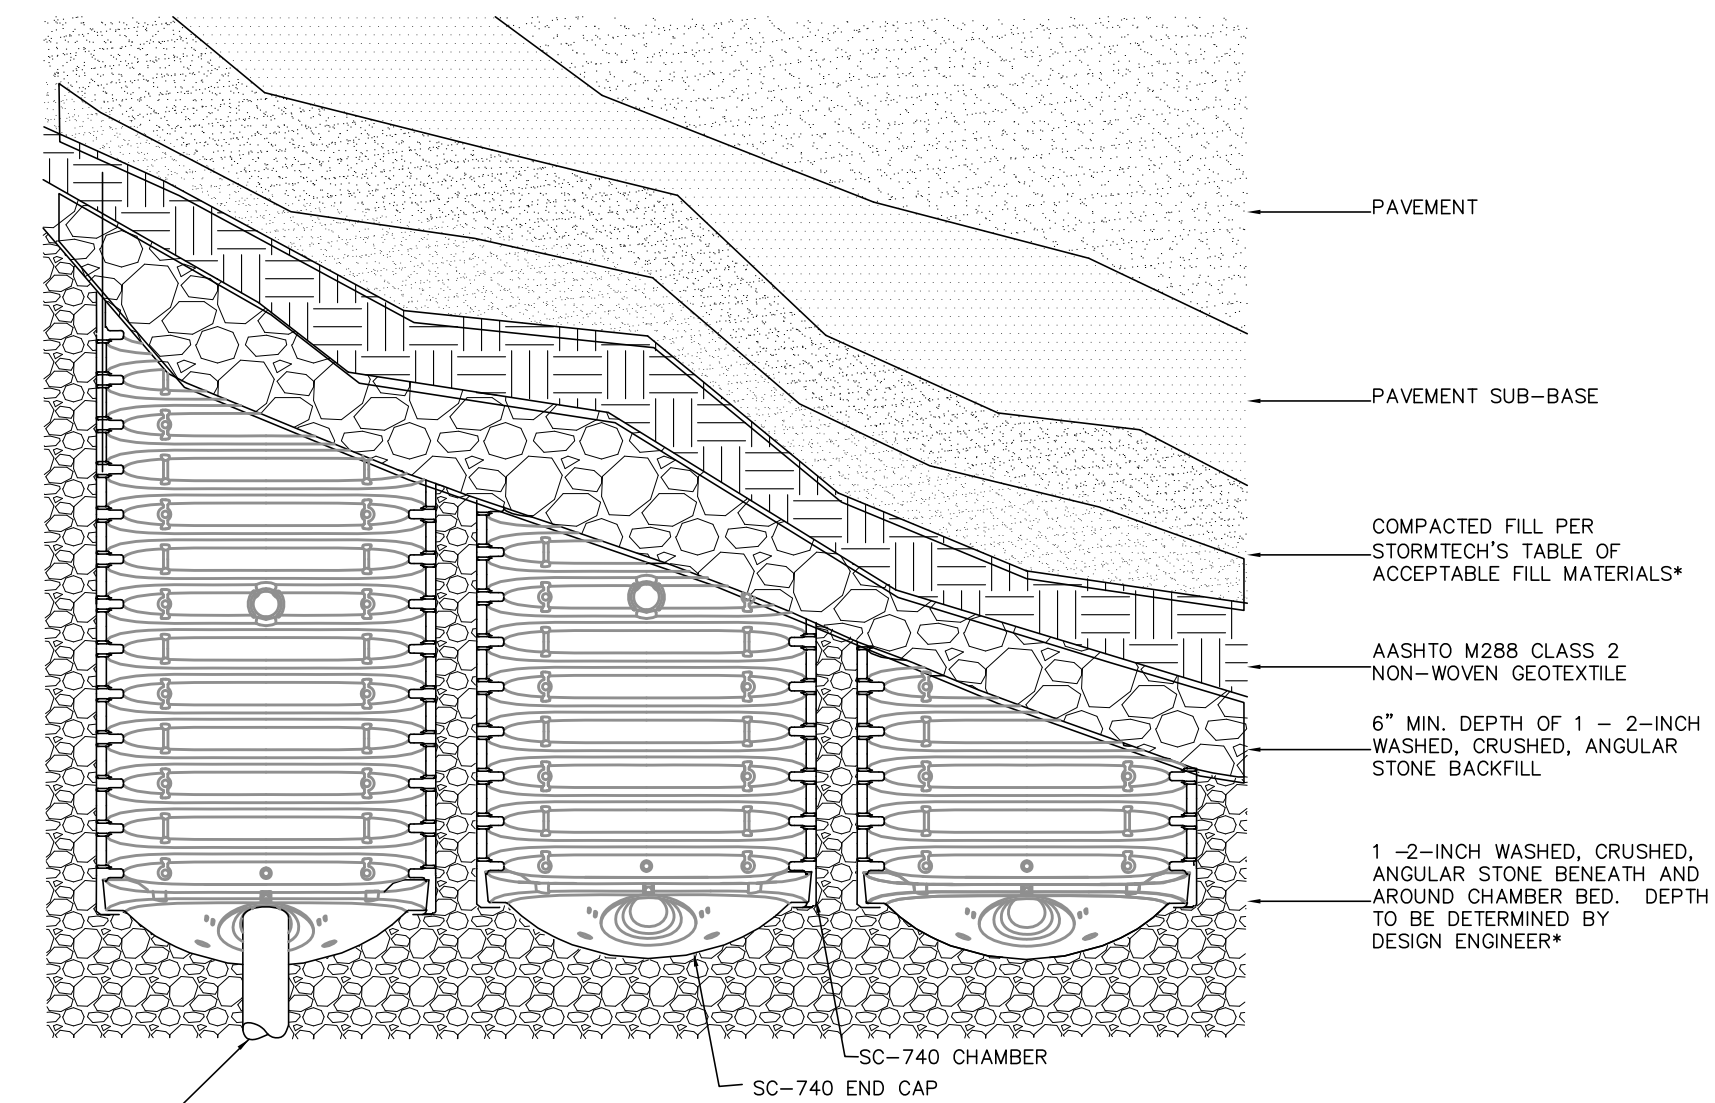 PAVEMENT
PAVEMENT SUB-BASE
COMPACTED FILL PER
STORMTECH'S TABLE OF
ACCEPTABLE FILL MATERIALS*
AASHTO M288 CLASS 2
NON-WOVEN GEOTEXTILE
6" MIN. DEPTH OF 1 - 2-INCH
WASHED, CRUSHED, ANGULAR
STONE BACKFILL
1 -2-INCH WASHED, CRUSHED,
ANGULAR STONE BENEATH AND
AROUND CHAMBER BED. DEPTH
TO BE DETERMINED BY
DESIGN ENGINEER*
SC-740 CHAMBER
SC-740 END CAP